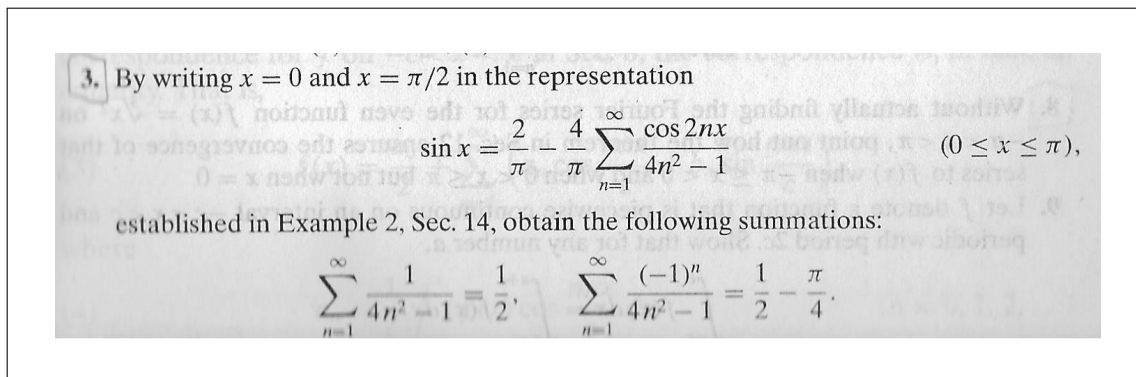 3. By writing x = 0 and x = π/2 in the representation
sin x = 2/π − 4/π ∑_{n=1}^{∞} cos 2nx / (4n² − 1) (0 ≤ x ≤ π),
established in Example 2, Sec. 14, obtain the following summations:
∑_{n=1}^{∞} 1/(4n² − 1) = 1/2, ∑_{n=1}^{∞} (−1)ⁿ/(4n² − 1) = 1/2 − π/4.